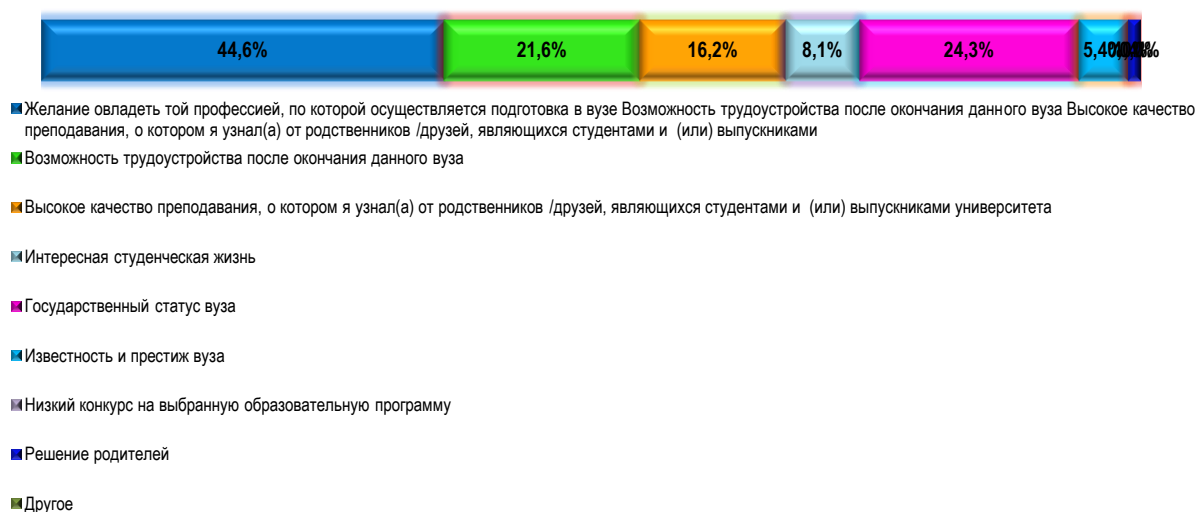 44,6% 21,6% 16,2% 8,1% 24,3% 5,4%
Желание овладеть той профессией, по которой осуществляется подготовка в вузе Возможность трудоустройства после окончания данного вуза Высокое качество
преподавания, о котором я узнал(а) от родственников /друзей, являющихся студентами и (или) выпускниками
Возможность трудоустройства после окончания данного вуза
Высокое качество преподавания, о котором я узнал(а) от родственников /друзей, являющихся студентами и (или) выпускниками университета
Интересная студенческая жизнь
Государственный статус вуза
Известность и престиж вуза
Низкий конкурс на выбранную образовательную программу
Решение родителей
Другое